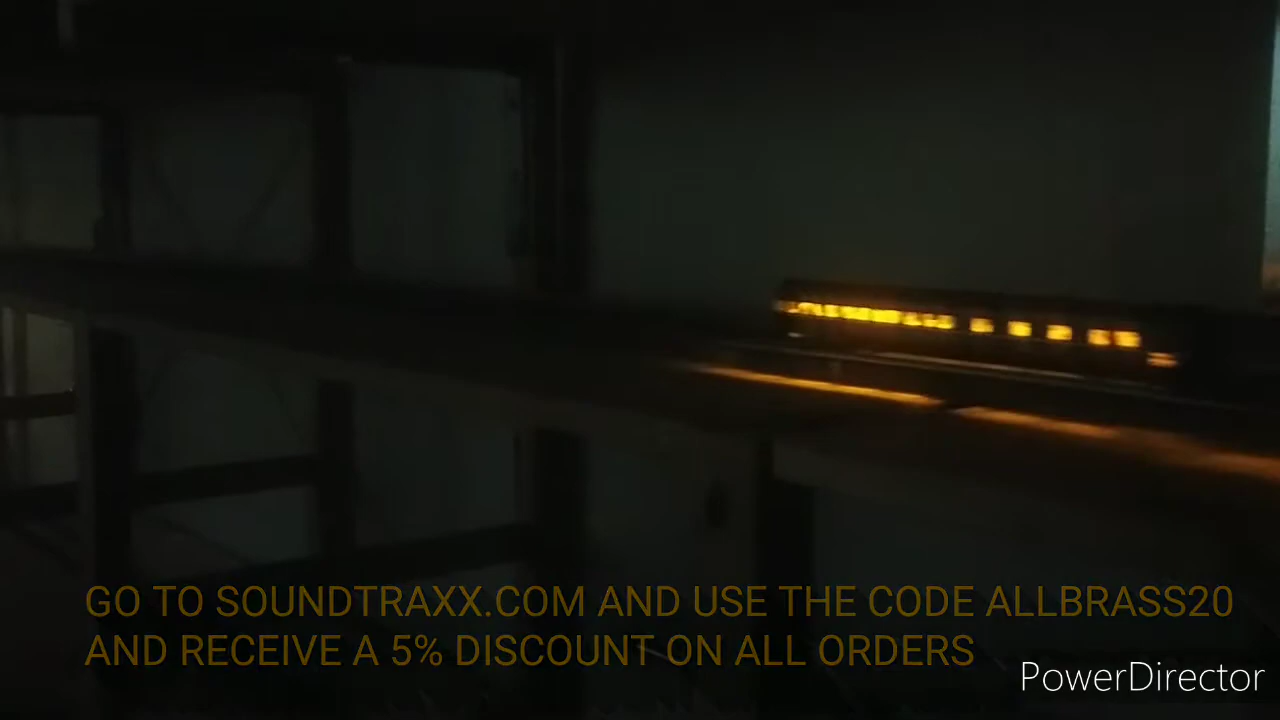 GO TO SOUNDTRAXX.COM AND USE THE CODE ALLBRASS20
AND RECEIVE A 5% DISCOUNT ON ALL ORDERS
PowerDirector